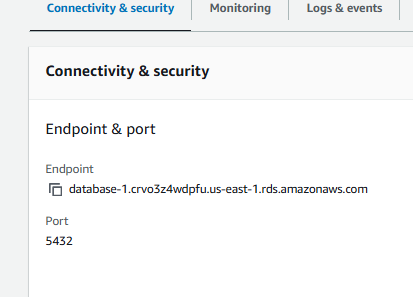 Connectivity & security Monitoring Logs & events
Connectivity & security
Endpoint & port
Endpoint
database-1.crvo3z4wdpfu.us-east-1.rds.amazonaws.com
Port
5432